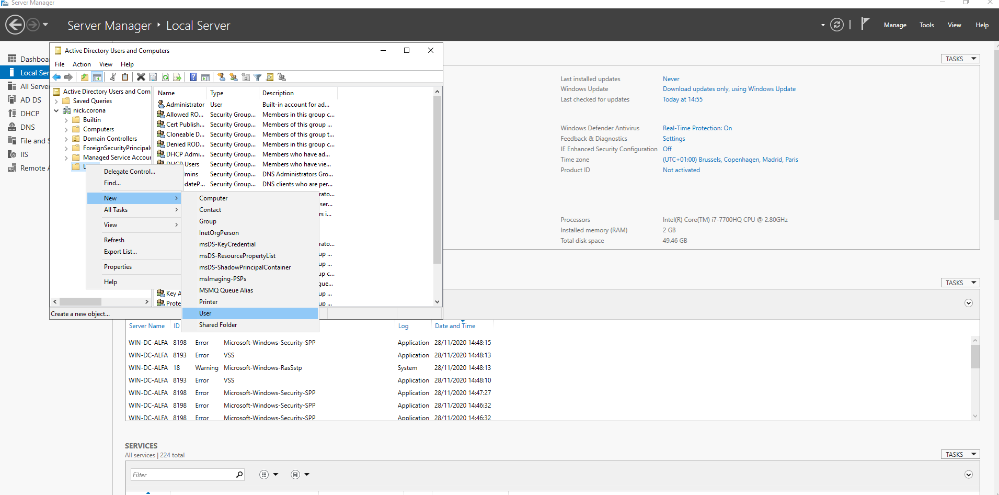 Server Manager
Server Manager ‣ Local Server
Manage Tools View Help
Dashboa
Local Ser
All Serve
AD DS
DHCP
DNS
File and S
IIS
Remote A
Active Directory Users and Computers
File Action View Help
Active Directory Users and Com
Saved Queries
nick.corona
Builtin
Computers
Domain Controllers
ForeignSecurityPrincipals
Managed Service Accour
U
Name Type Description
Administrator User Built-in account for ad...
Allowed RO... Security Group... Members in this group c...
Cert Publish... Security Group... Members of this group ...
Cloneable D... Security Group... Members of this group t...
Denied ROD... Security Group... Members in this group c...
DHCP Admi... Security Group... Members who have ad...
DHCP Users Security Group... Members who have vie...
mins Security Group... DNS Administrators Gro...
dateP... Security Group... DNS clients who are per...
rato...
ser...
rs i...
rato...
up ...
up ...
up c...
gue...
Key A up ...
Prote up ...
Delegate Control...
Find...
New
All Tasks
View
Refresh
Export List...
Properties
Help
Computer
Contact
Group
InetOrgPerson
msDS-KeyCredential
msDS-ResourcePropertyList
msDS-ShadowPrincipalContainer
msImaging-PSPs
MSMQ Queue Alias
Printer
User
Shared Folder
Create a new object...
TASKS
Last installed updates Never
Windows Update Download updates only, using Windows Update
Last checked for updates Today at 14:55
Windows Defender Antivirus Real-Time Protection: On
Feedback & Diagnostics Settings
IE Enhanced Security Configuration Off
Time zone (UTC+01:00) Brussels, Copenhagen, Madrid, Paris
Product ID Not activated
Processors Intel(R) Core(TM) i7-7700HQ CPU @ 2.80GHz
Installed memory (RAM) 2 GB
Total disk space 49.46 GB
TASKS
Server Name ID Log Date and Time
WIN-DC-ALFA 8198 Error Microsoft-Windows-Security-SPP Application 28/11/2020 14:48:15
WIN-DC-ALFA 8193 Error VSS Application 28/11/2020 14:48:13
WIN-DC-ALFA 18 Warning Microsoft-Windows-RasSstp System 28/11/2020 14:48:13
WIN-DC-ALFA 8193 Error VSS Application 28/11/2020 14:48:10
WIN-DC-ALFA 8198 Error Microsoft-Windows-Security-SPP Application 28/11/2020 14:47:27
WIN-DC-ALFA 8198 Error Microsoft-Windows-Security-SPP Application 28/11/2020 14:46:32
WIN-DC-ALFA 8198 Error Microsoft-Windows-Security-SPP Application 28/11/2020 14:46:32
SERVICES
All services | 224 total
TASKS
Filter